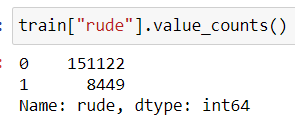 : train["rude"].value_counts()
: 0    151122
1      8449
Name: rude, dtype: int64